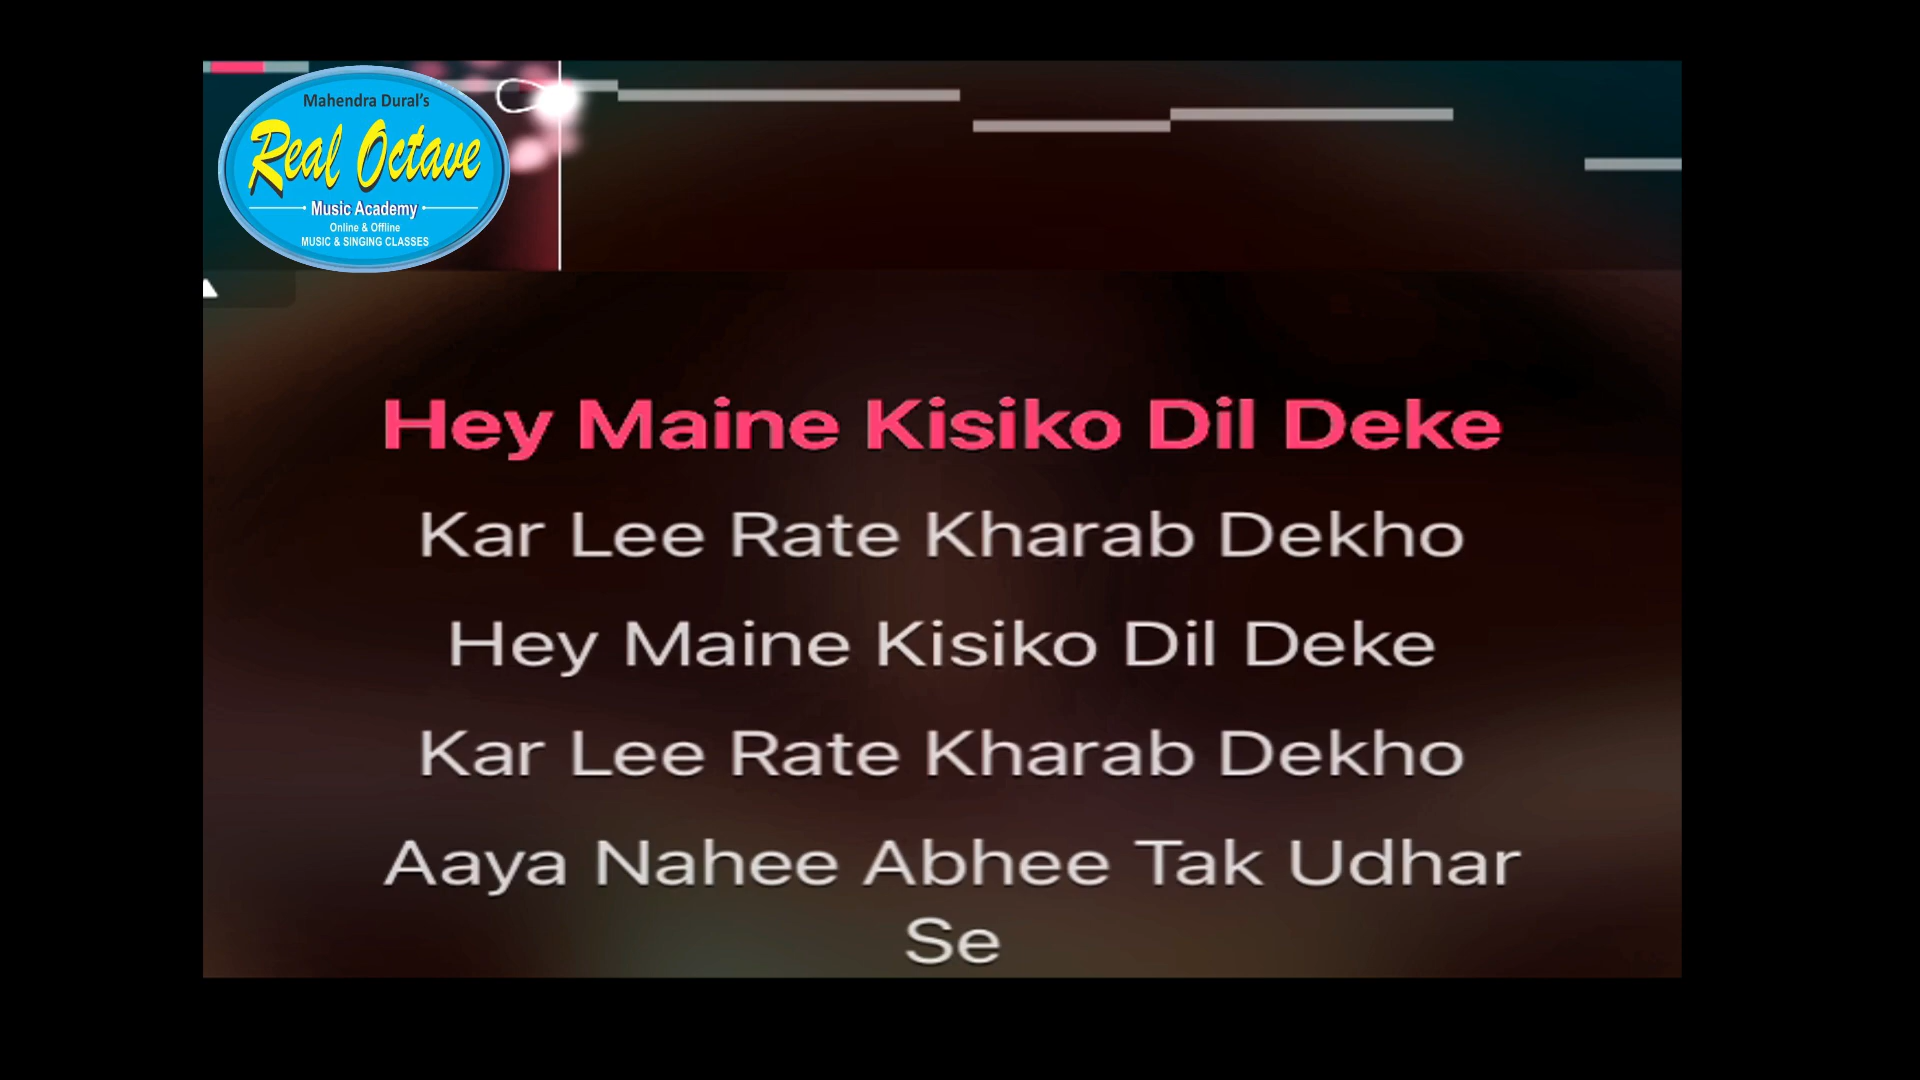 Mahendra Dural's
Real Octave
Music Academy
Online & Offline
MUSIC & SINGING CLASSES
Hey Maine Kisiko Dil Deke
Kar Lee Rate Kharab Dekho
Hey Maine Kisiko Dil Deke
Kar Lee Rate Kharab Dekho
Aaya Nahee Abhee Tak Udhar
Se